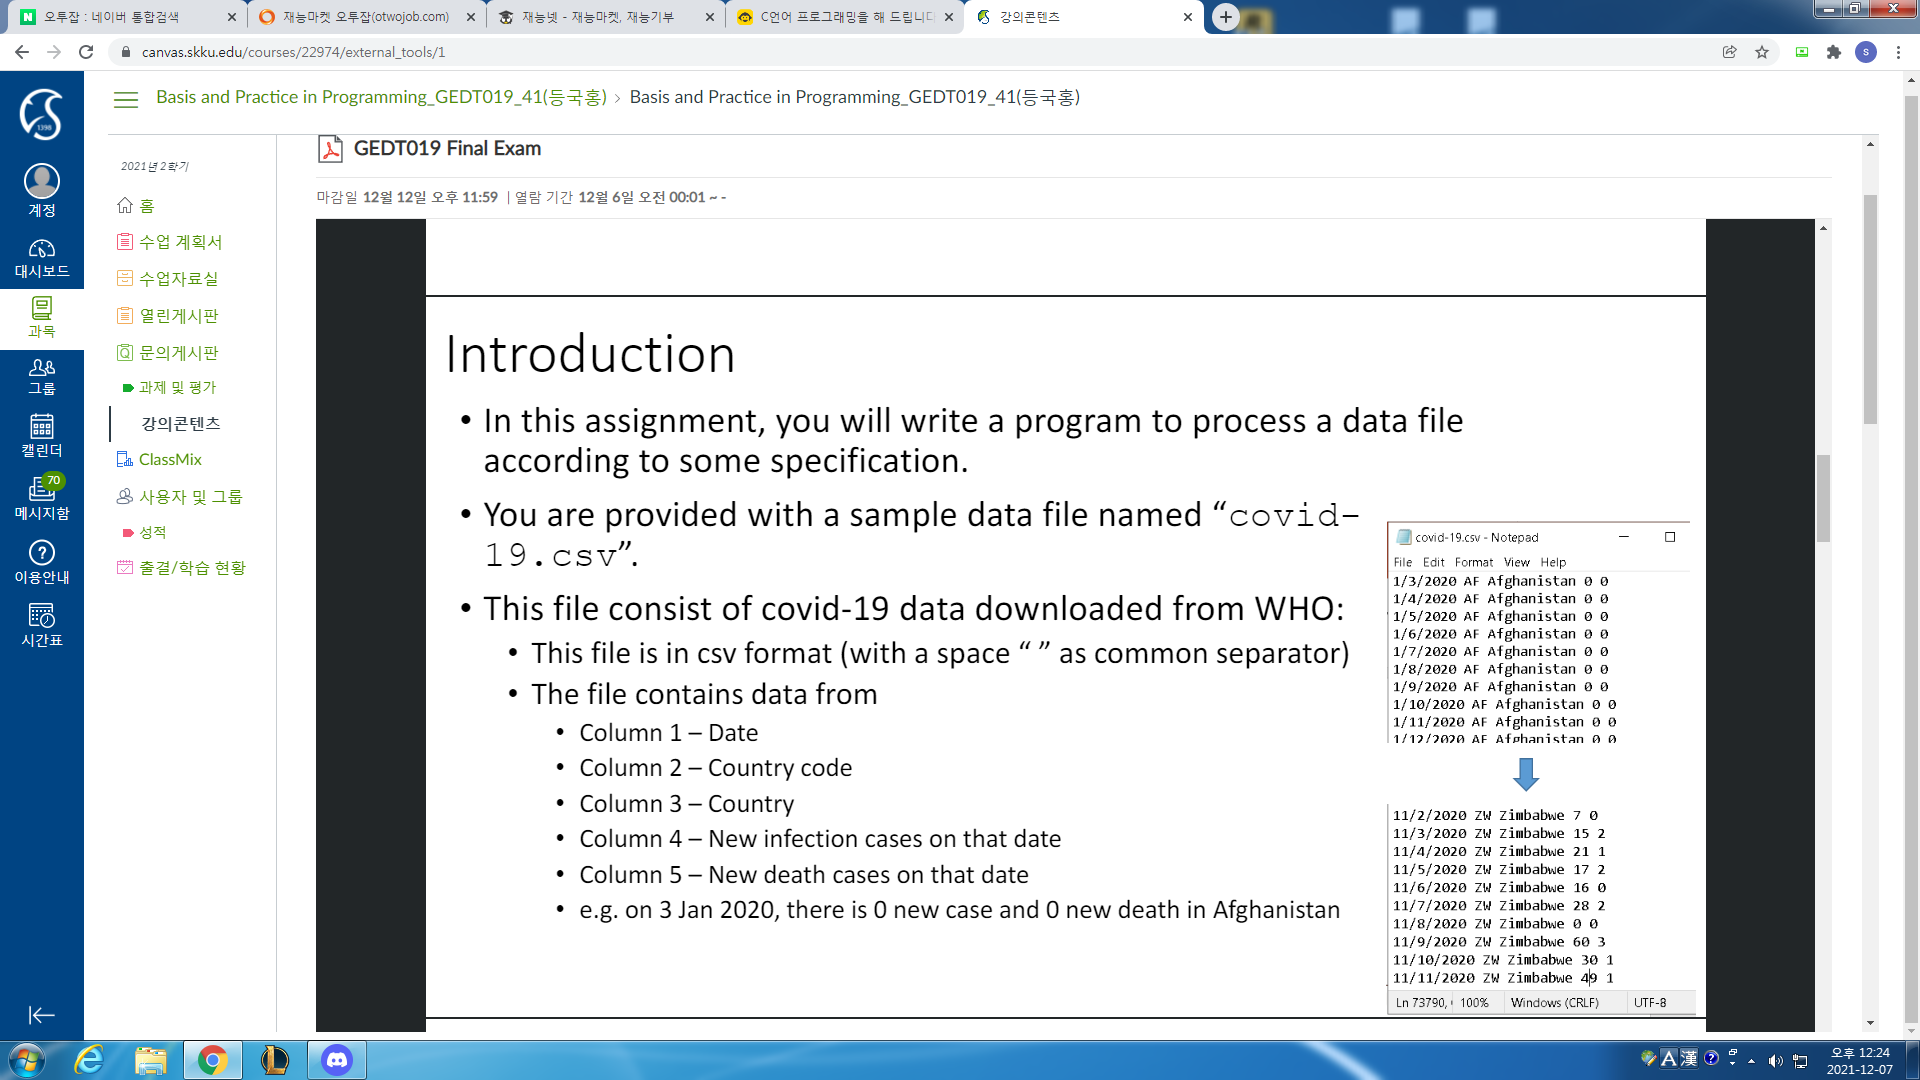 오투잡 : 네이버 통합검색
재능마켓 오투잡(otwojob.com)
재능넷 - 재능마켓, 재능기부
C언어 프로그래밍을 해 드립니다
강의콘텐츠
canvas.skku.edu/courses/22974/external_tools/1
S
Basis and Practice in Programming_GEDT019_41(등국홍) › Basis and Practice in Programming_GEDT019_41(등국홍)
1398
계정
대시보드
과목
그룹
캘린더
70
메시지함
이용안내
시간표
2021년 2학기
홈
수업 계획서
수업자료실
열린게시판
문의게시판
과제 및 평가
강의콘텐츠
ClassMix
사용자 및 그룹
성적
출결/학습 현황
GEDT019 Final Exam
마감일 12월 12일 오후 11:59 | 열람 기간 12월 6일 오전 00:01 ~ -
Introduction
• In this assignment, you will write a program to process a data file
according to some specification.
• You are provided with a sample data file named “covid-
19.csv”.
• This file consist of covid-19 data downloaded from WHO:
• This file is in csv format (with a space “ ” as common separator)
• The file contains data from
• Column 1 – Date
• Column 2 – Country code
• Column 3 – Country
• Column 4 – New infection cases on that date
• Column 5 – New death cases on that date
• e.g. on 3 Jan 2020, there is 0 new case and 0 new death in Afghanistan
covid-19.csv - Notepad
File Edit Format View Help
1/3/2020 AF Afghanistan 0 0
1/4/2020 AF Afghanistan 0 0
1/5/2020 AF Afghanistan 0 0
1/6/2020 AF Afghanistan 0 0
1/7/2020 AF Afghanistan 0 0
1/8/2020 AF Afghanistan 0 0
1/9/2020 AF Afghanistan 0 0
1/10/2020 AF Afghanistan 0 0
1/11/2020 AF Afghanistan 0 0
1/12/2020 AF Afghanistan 0 0
11/2/2020 ZW Zimbabwe 7 0
11/3/2020 ZW Zimbabwe 15 2
11/4/2020 ZW Zimbabwe 21 1
11/5/2020 ZW Zimbabwe 17 2
11/6/2020 ZW Zimbabwe 16 0
11/7/2020 ZW Zimbabwe 28 2
11/8/2020 ZW Zimbabwe 0 0
11/9/2020 ZW Zimbabwe 60 3
11/10/2020 ZW Zimbabwe 30 1
11/11/2020 ZW Zimbabwe 49 1
Ln 73790, 100% Windows (CRLF) UTF-8
A 漢
오후 12:24
2021-12-07